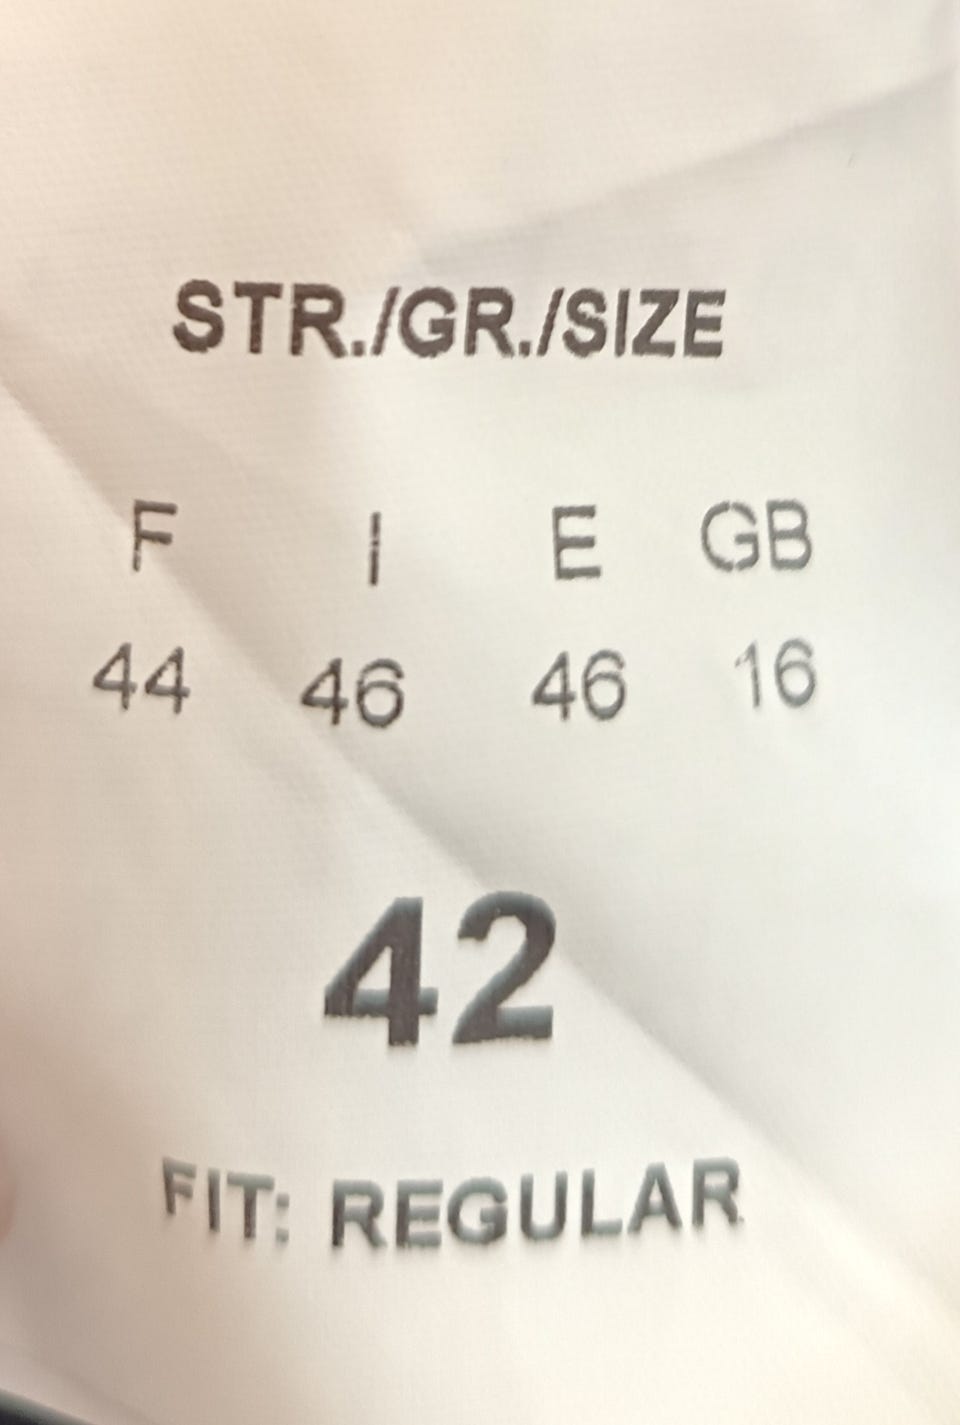 STR./GR./SIZE
F I E GB
44 46 46 16
42
FIT: REGULAR